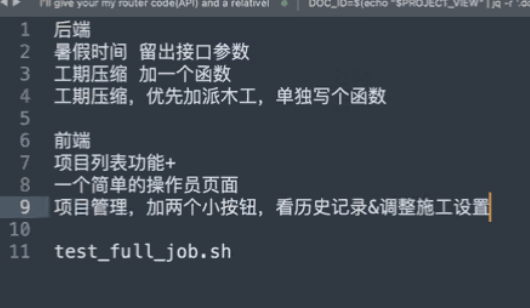 I'll give your my router code(API) and a relativel
DOC_ID=$(echo "$PROJECT_VIEW" | jq -r '.d
1 后端
2 暑假时间 留出接口参数
3 工期压缩 加一个函数
4 工期压缩，优先加派木工，单独写个函数
5
6 前端
7 项目列表功能+
8 一个简单的操作员页面
9 项目管理，加两个小按钮，看历史记录&调整施工设置
10
11 test_full_job.sh